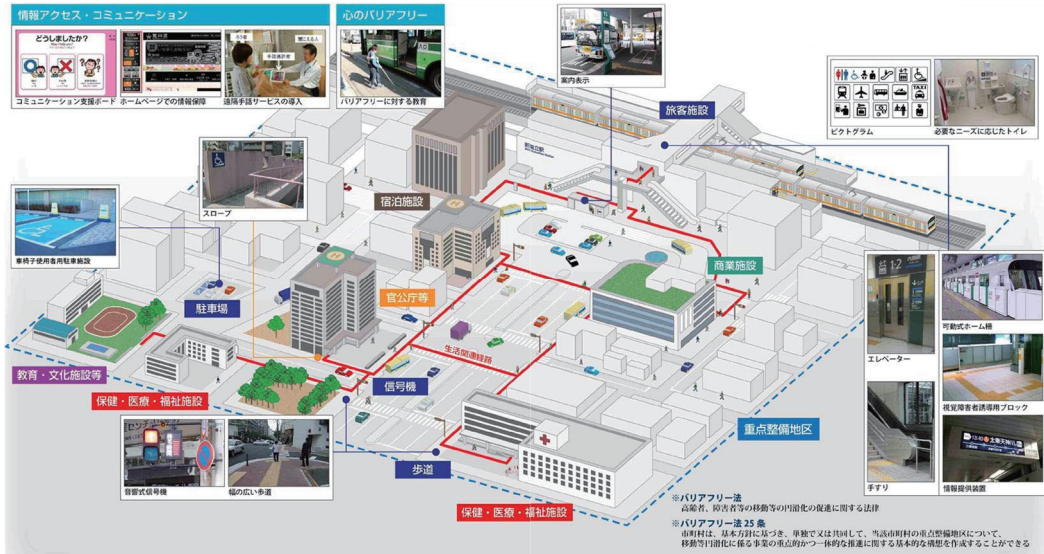 情報アクセス・コミュニケーション
心のバリアフリー
どうしましたか?
コミュニケーション支援ボード
ホームページでの情報保障
遠隔手話サービスの導入
バリアフリーに対する教育
案内表示
旅客施設
ピクトグラム
必要なニーズに応じたトイレ
TAXI
スロープ
宿泊施設
車椅子使用者用駐車施設
駐車場
官公庁等
商業施設
教育・文化施設等
保健・医療・福祉施設
生活関連経路
信号機
歩道
重点整備地区
音響式信号機
幅の広い歩道
保健・医療・福祉施設
1・2
エレベーター
可動式ホーム柵
視覚障害者誘導用ブロック
手すり
情報提供装置
※バリアフリー法
高齢者、障害者等の移動等の円滑化の促進に関する法律
※バリアフリー法 25 条
市町村は、基本方針に基づき、単独で又は共同して、当該市町村の重点整備地区について、
移動等円滑化に係る事業の重点的かつ一体的な推進に関する基本的な構想を作成することができる